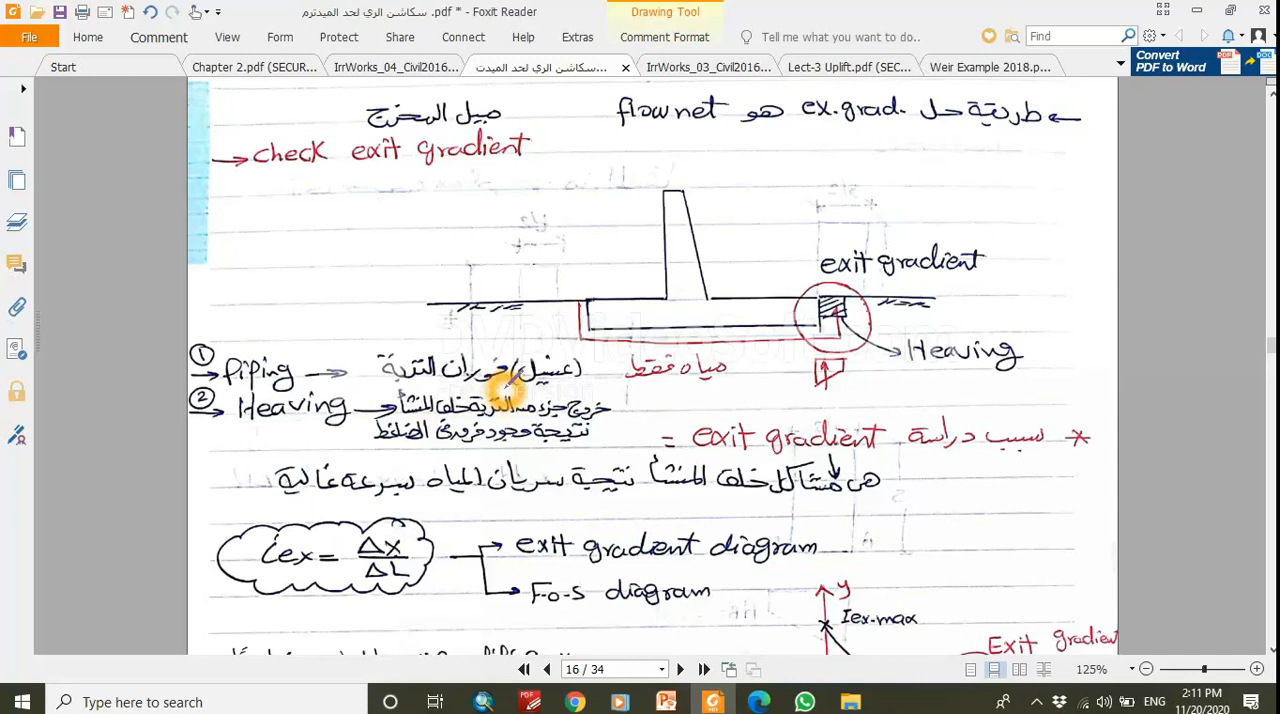 سكاشن الري لحد الميدترم.pdf * - Foxit Reader
Drawing Tool
File
Home
Comment
View
Form
Protect
Share
Connect
Help
Extras
Comment Format
Tell me what you want to do...
Find
Start
Chapter 2.pdf (SECUR...
IrrWorks_04_Civil2016...
سكاشن الري لحد الميدت...
IrrWorks_03_Civil2016...
Part-3 Uplift.pdf (SEC...
Weir Example 2018.p...
Convert
PDF to Word
← طريقة حل ex.grad. هو flow net
ميل المخرج
→ check exit gradient
exit gradient
Heaving
① Piping → (غسيل) فوران التربة
مياه فقط
② Heaving → خروج جزء من التربة خلف المنشأ
نتيجة وجود فرق في الضاغط
* سبب دراسة exit gradient =
هي مشاكل خلف المنشأ نتيجة سريان المياه بسرعة عالية
iex = Δx / ΔL
exit gradient diagram
F.o.S diagram
y
Iex.max
Exit gradient
16 / 34
125%
Type here to search
ENG
2:11 PM
11/20/2020